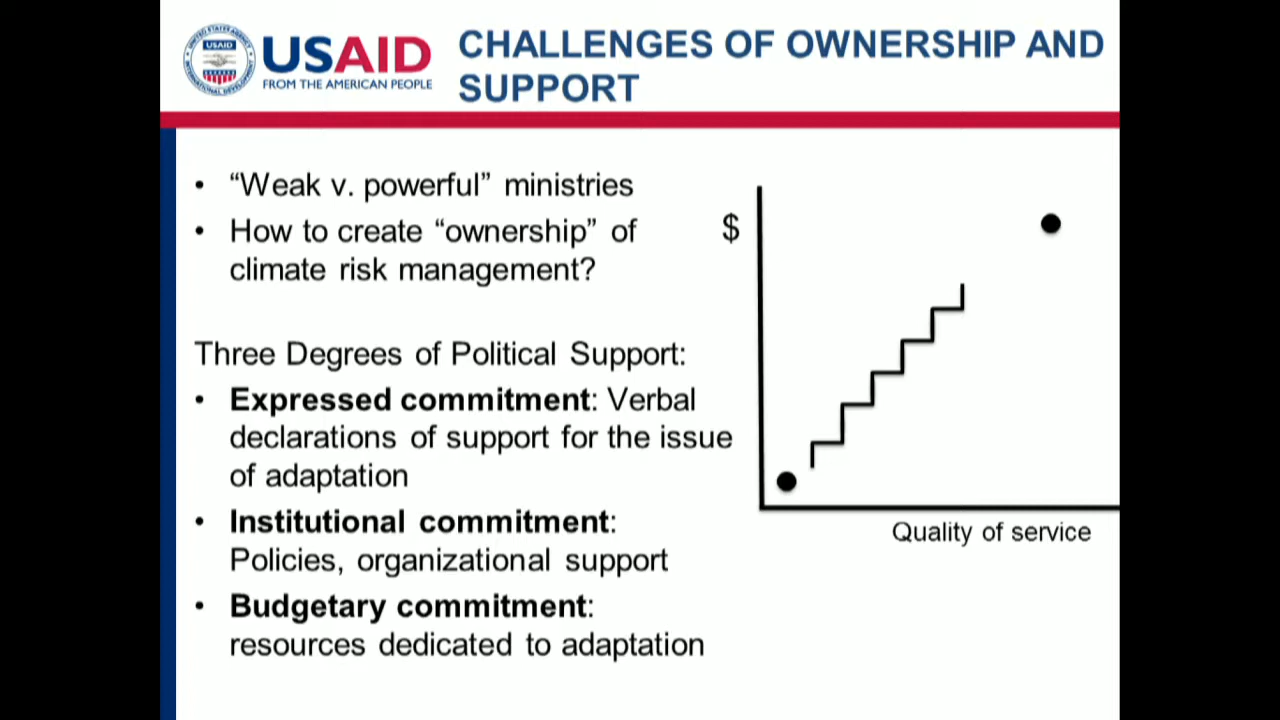 USAID
USAID
FROM THE AMERICAN PEOPLE
CHALLENGES OF OWNERSHIP AND
SUPPORT
• “Weak v. powerful” ministries
• How to create “ownership” of
climate risk management?
Three Degrees of Political Support:
• Expressed commitment: Verbal
declarations of support for the issue
of adaptation
• Institutional commitment:
Policies, organizational support
• Budgetary commitment:
resources dedicated to adaptation
$
Quality of service